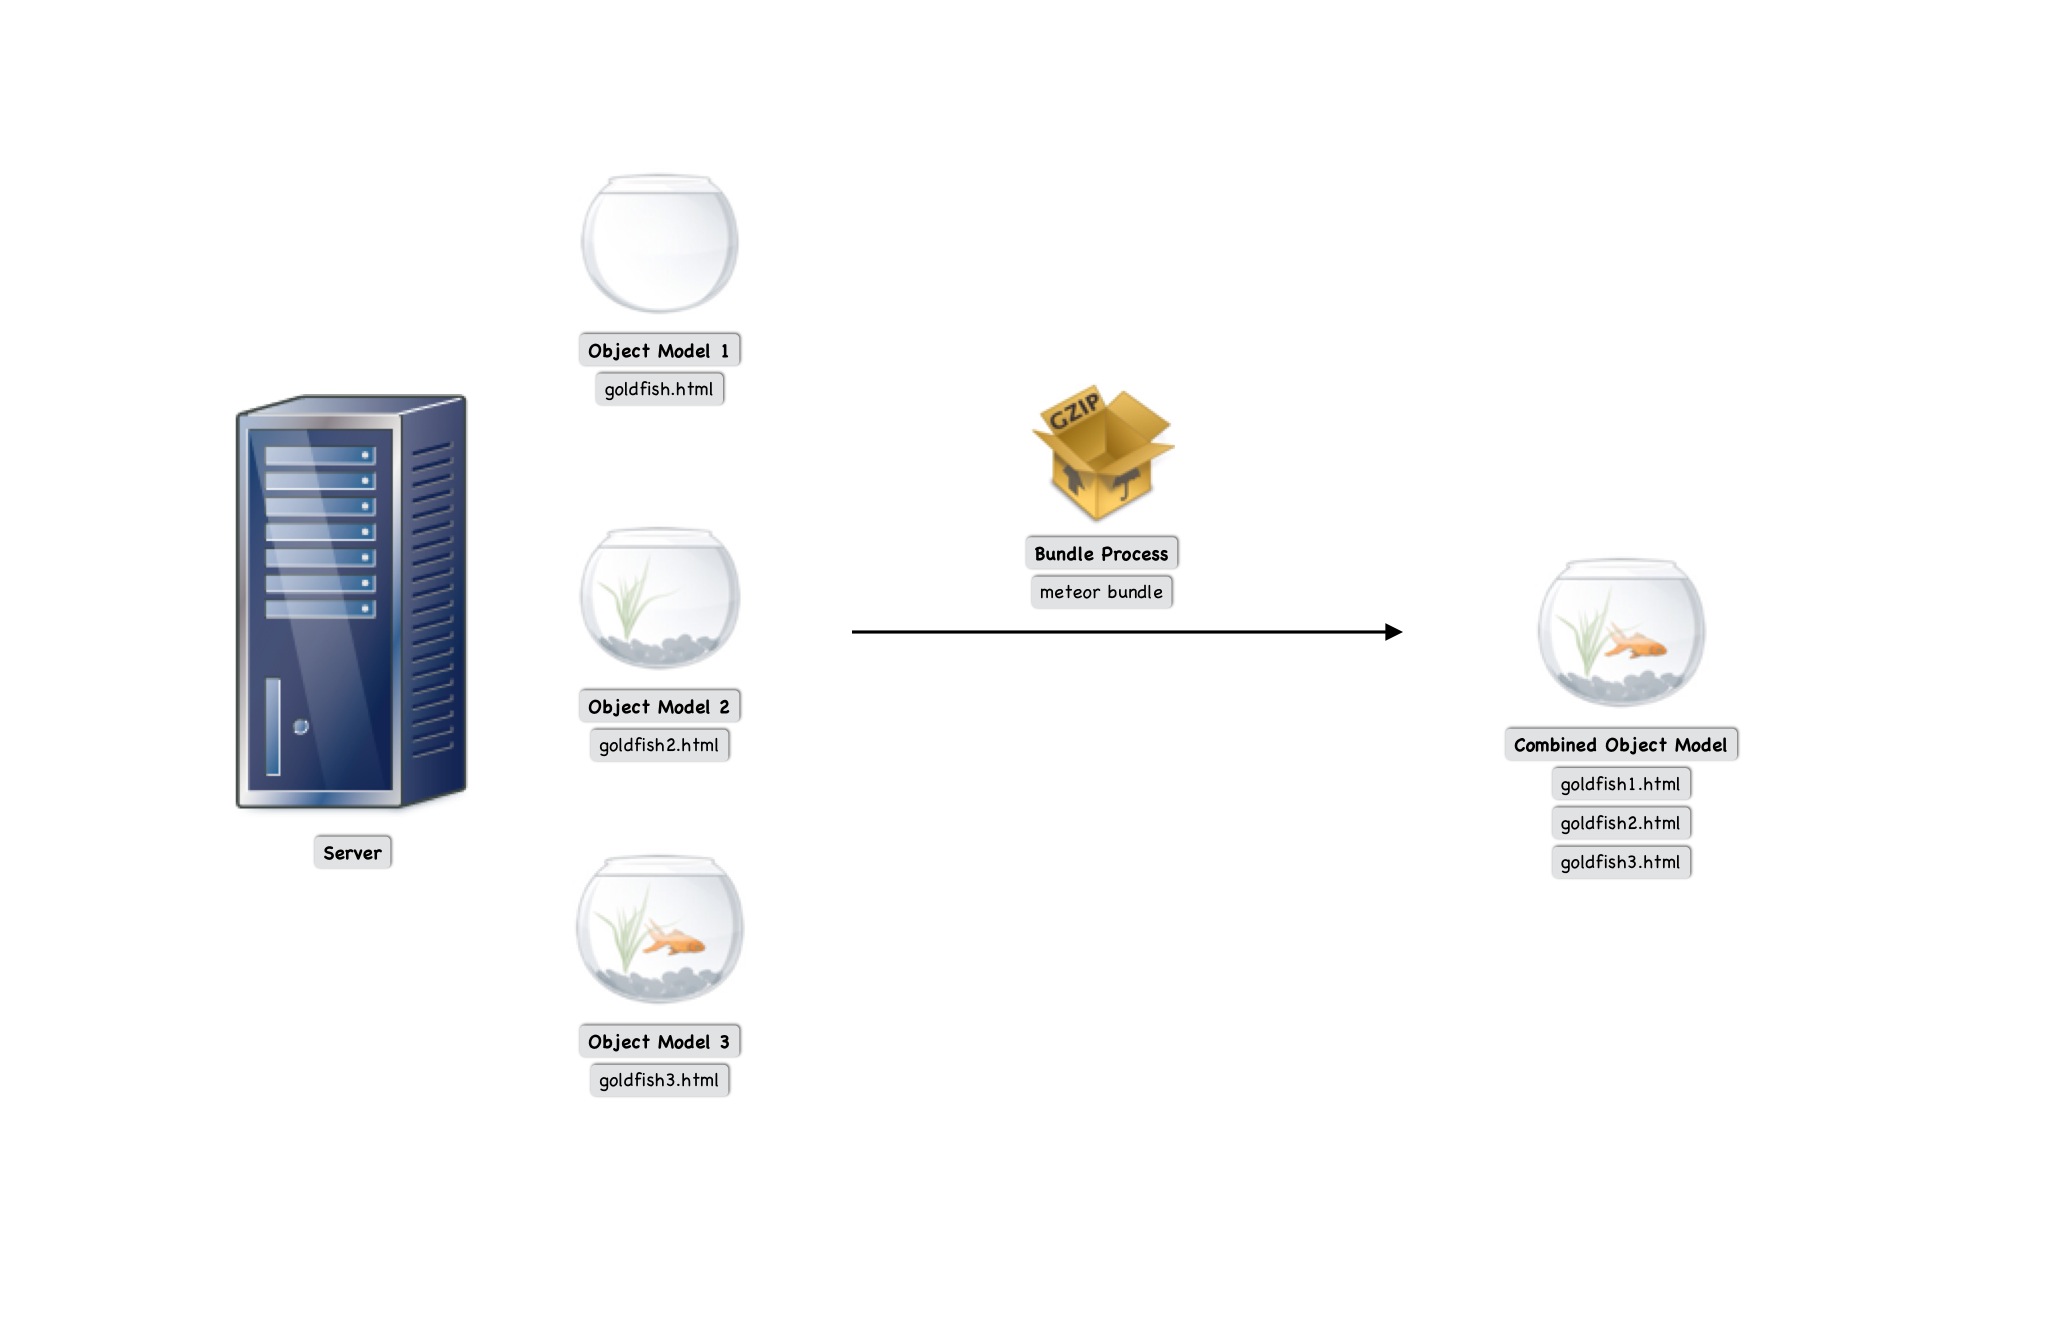 Object Model 1
goldfish.html
GZIP
Bundle Process
meteor bundle
Object Model 2
goldfish2.html
Combined Object Model
goldfish1.html
goldfish2.html
goldfish3.html
Server
Object Model 3
goldfish3.html